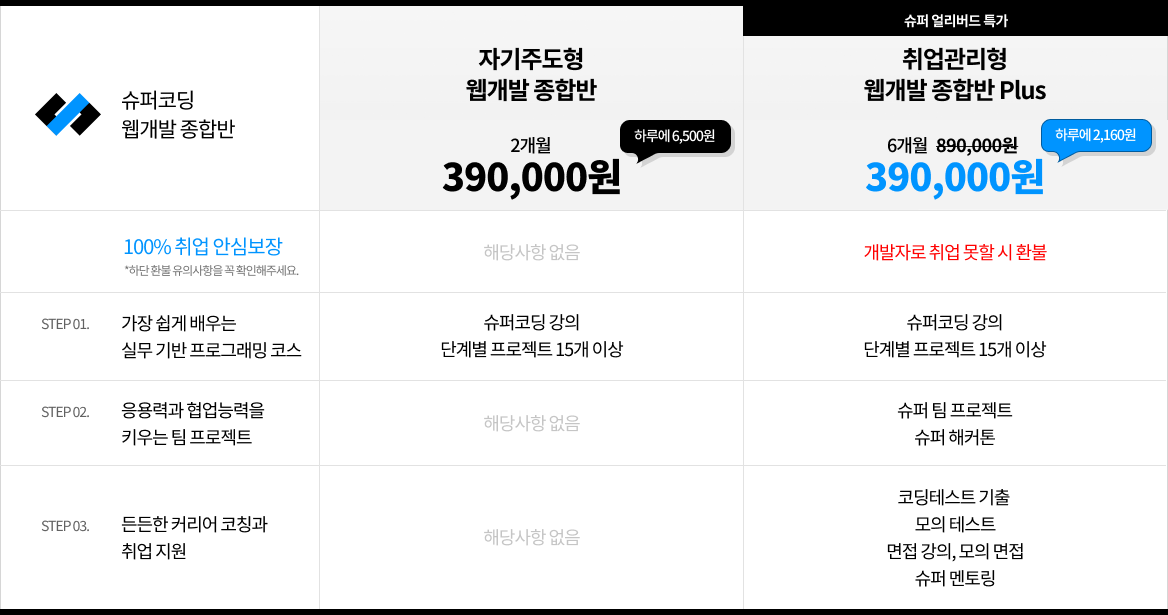 슈퍼코딩
웹개발 종합반
자기주도형
웹개발 종합반
2개월
하루에 6,500원
390,000원
슈퍼 얼리버드 특가
취업관리형
웹개발 종합반 Plus
6개월 890,000원
하루에 2,160원
390,000원
100% 취업 안심보장
*하단 환불 유의사항을 꼭 확인해주세요.
해당사항 없음
개발자로 취업 못할 시 환불
STEP 01.
가장 쉽게 배우는
실무 기반 프로그래밍 코스
슈퍼코딩 강의
단계별 프로젝트 15개 이상
슈퍼코딩 강의
단계별 프로젝트 15개 이상
STEP 02.
응용력과 협업능력을
키우는 팀 프로젝트
해당사항 없음
슈퍼 팀 프로젝트
슈퍼 해커톤
STEP 03.
든든한 커리어 코칭과
취업 지원
해당사항 없음
코딩테스트 기출
모의 테스트
면접 강의, 모의 면접
슈퍼 멘토링